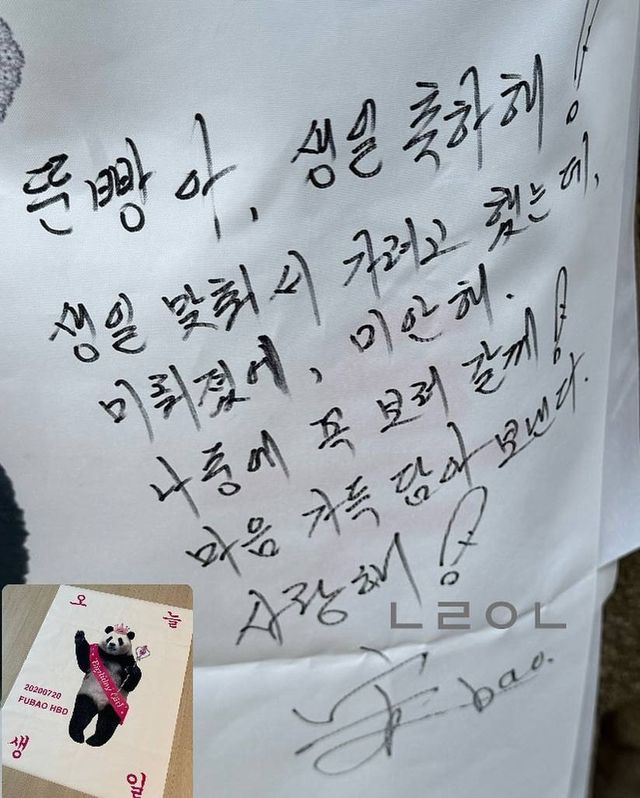 뚠빵아, 생일 축하해!
생일 맞춰서 가려고 했는데,
미뤄졌어, 미안해.
나중에 꼭 보러 갈께!
마음 가득 담아 보낸다.
사랑해!
ㄴㄹㅇㄴ
bao.
오 늘
Birthday Girl
20200720
FUBAO HBD
생 일